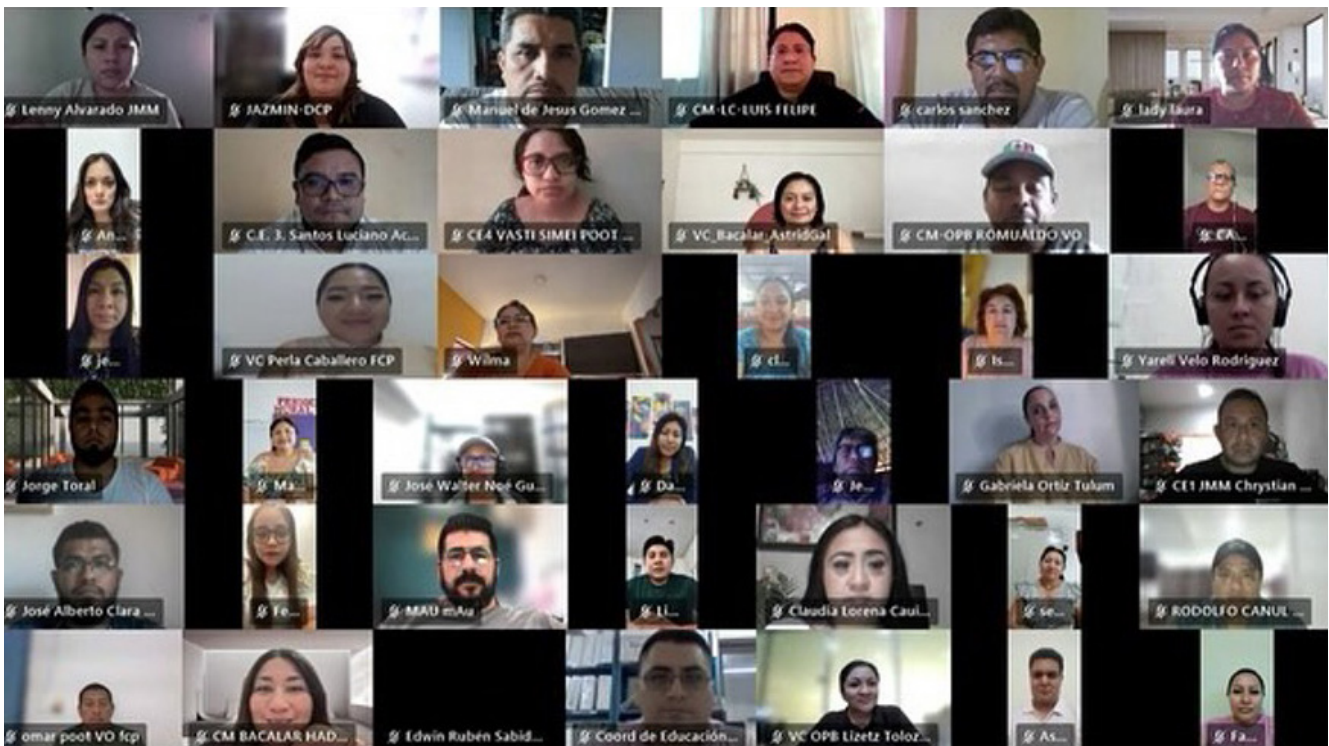 Lenny Alvarado JMM
JAZMIN-DCP
Manuel de Jesus Gomez ...
CM-LC-LUIS FELIPE
carlos sanchez
lady laura
An...
C.E. 3. Santos Luciano Ac...
CE4 VASTI SIMEI POOT ...
VC_Bacalar_AstridGal
CM-OPB ROMUALDO VO
CA...
je...
VC Perla Caballero FCP
Wilma
cl...
Is...
Yareli Velo Rodriguez
Jorge Toral
Ma...
José Walter Noé Gu...
Da...
Je...
Gabriela Ortiz Tulum
CE1 JMM Chrystian ...
José Alberto Clara ...
Fe...
MAU mAu
Li...
Claudia Lorena Caui...
se...
RODOLFO CANUL ...
omar poot VO fcp
CM BACALAR HAD...
Edwin Rubén Sabid...
Coord de Educación...
VC OPB Lizetz Toloz...
As...
Fa...